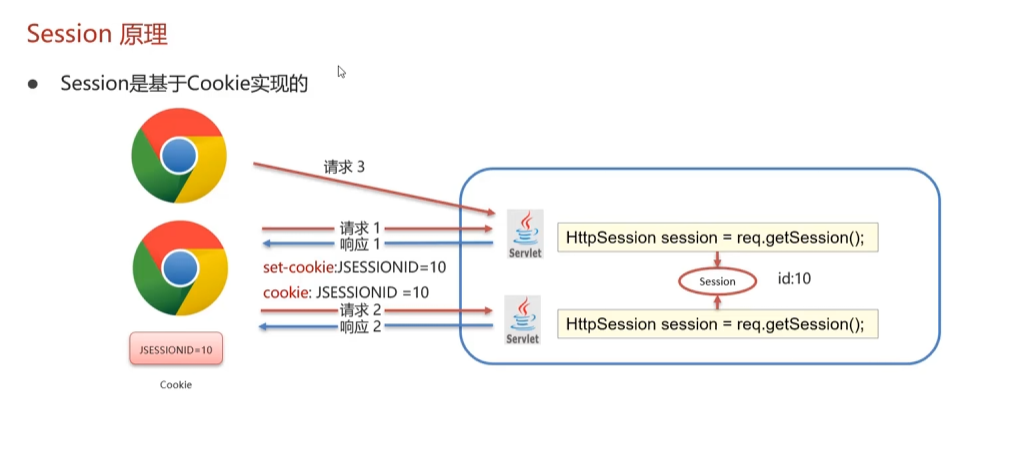 Session 原理
● Session是基于Cookie实现的
请求 3
请求 1
响应 1
Servlet
HttpSession session = req.getSession();
set-cookie:JSESSIONID=10
Session
id:10
cookie: JSESSIONID =10
请求 2
响应 2
Servlet
HttpSession session = req.getSession();
JSESSIONID=10
Cookie